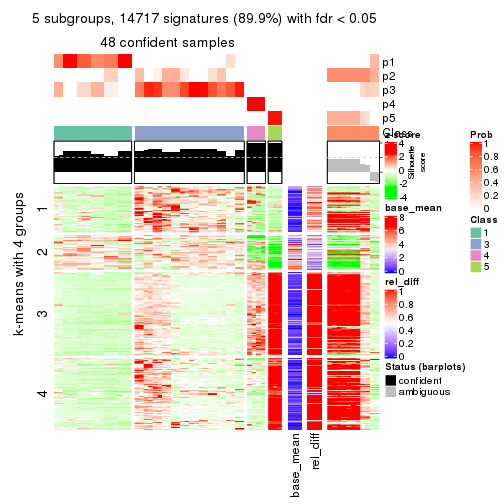 5 subgroups, 14717 signatures (89.9%) with fdr < 0.05
48 confident samples
p1
p2
p3
p4
p5
Class
z-score
4
2
0
-2
-4
Silhouette
score
Prob
1
0.8
0.6
0.4
0.2
0
base_mean
8
6
4
2
0
Class
1
3
4
5
rel_diff
1
0.8
0.6
0.4
0.2
0
Status (barplots)
confident
ambiguous
k-means with 4 groups
1
2
3
4
base_mean
rel_diff